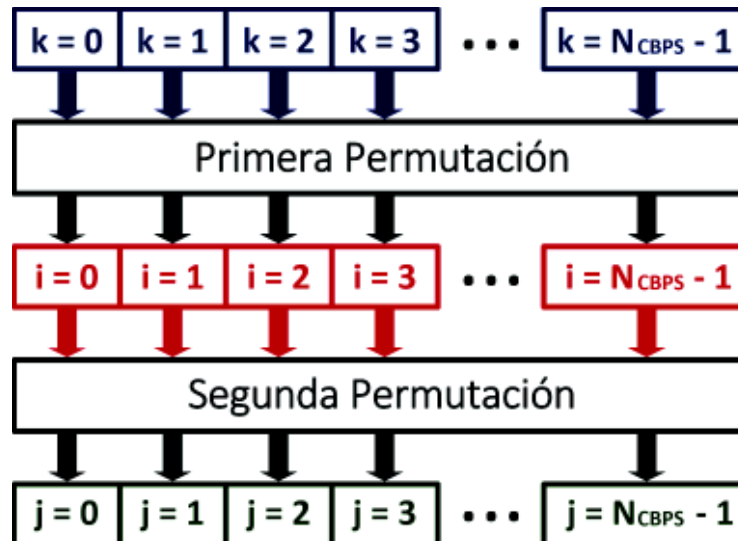 k = 0 k = 1 k = 2 k = 3 ••• k = NCBPS - 1
Primera Permutación
i = 0 i = 1 i = 2 i = 3 ••• i = NCBPS - 1
Segunda Permutación
j = 0 j = 1 j = 2 j = 3 ••• j = NCBPS - 1